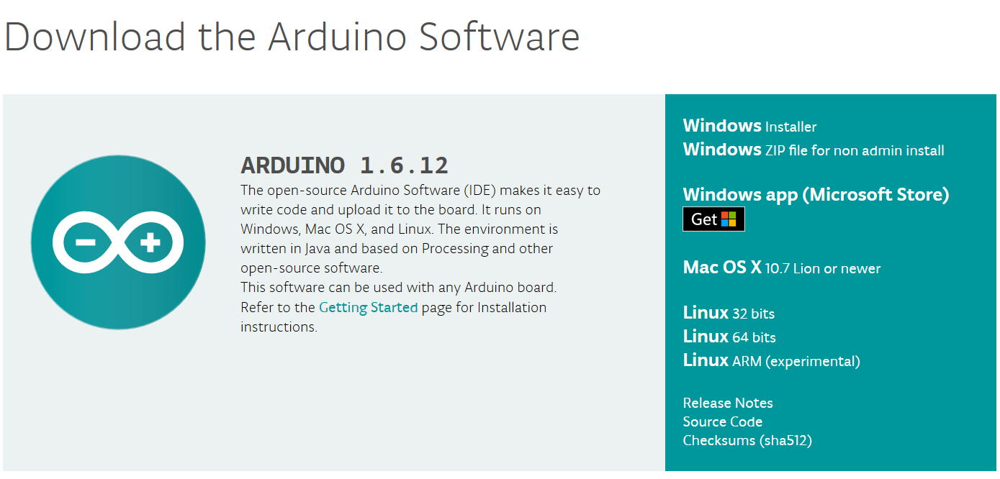 Download the Arduino Software
ARDUINO 1.6.12
The open-source Arduino Software (IDE) makes it easy to
write code and upload it to the board. It runs on
Windows, Mac OS X, and Linux. The environment is
written in Java and based on Processing and other
open-source software.
This software can be used with any Arduino board.
Refer to the Getting Started page for Installation
instructions.
Windows Installer
Windows ZIP file for non admin install
Windows app (Microsoft Store)
Get
Mac OS X 10.7 Lion or newer
Linux 32 bits
Linux 64 bits
Linux ARM (experimental)
Release Notes
Source Code
Checksums (sha512)